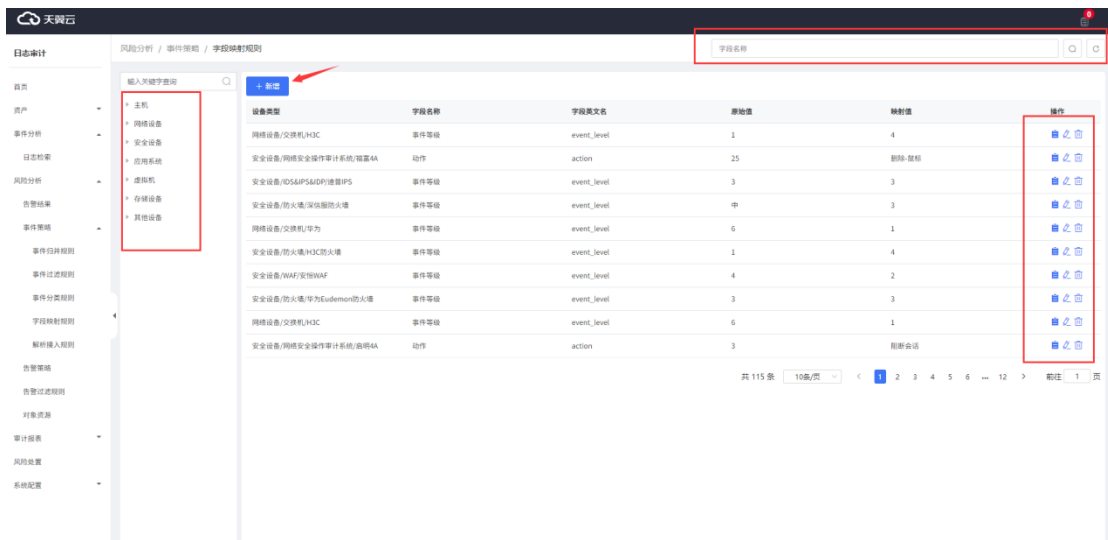 天翼云
0
日志审计
风险分析 / 事件策略 / 字段映射规则
字段名称
首页
资产
事件分析
日志检索
风险分析
告警结果
事件策略
事件归并规则
事件过滤规则
事件分类规则
字段映射规则
解析接入规则
告警策略
告警过滤规则
对象资源
审计报表
风险处置
系统配置
输入关键字查询
主机
网络设备
安全设备
应用系统
虚拟机
存储设备
其他设备
+ 新增
设备类型 字段名称 字段英文名 原始值 映射值 操作
网络设备/交换机/H3C 事件等级 event_level 1 4
安全设备/网络安全操作审计系统/福富4A 动作 action 25 删除-鼠标
安全设备/IDS&IPS&IDP/迪普IPS 事件等级 event_level 3 3
安全设备/防火墙/深信服防火墙 事件等级 event_level 中 3
网络设备/交换机/华为 事件等级 event_level 6 1
安全设备/防火墙/H3C防火墙 事件等级 event_level 1 4
安全设备/WAF/安恒WAF 事件等级 event_level 4 2
安全设备/防火墙/华为Eudemon防火墙 事件等级 event_level 3 3
网络设备/交换机/H3C 事件等级 event_level 6 1
安全设备/网络安全操作审计系统/启明4A 动作 action 3 阻断会话
共 115 条 10条/页 < 1 2 3 4 5 6 ... 12 > 前往 1 页